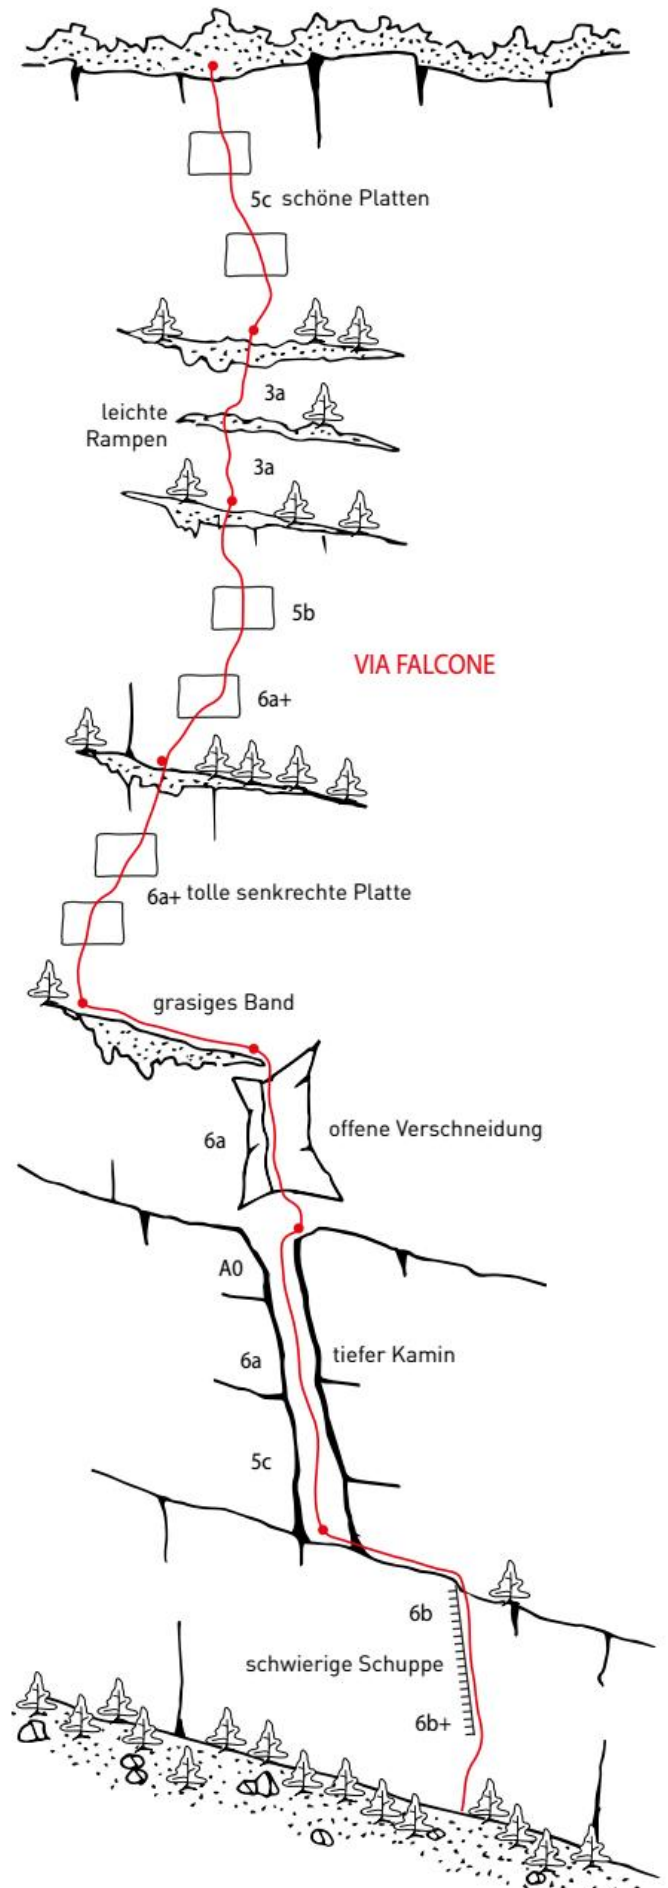 5c schöne Platten
3a
leichte
Rampen
3a
5b
VIA FALCONE
6a+
6a+ tolle senkrechte Platte
grasiges Band
6a
offene Verschneidung
A0
6a
tiefer Kamin
5c
6b
schwierige Schuppe
6b+